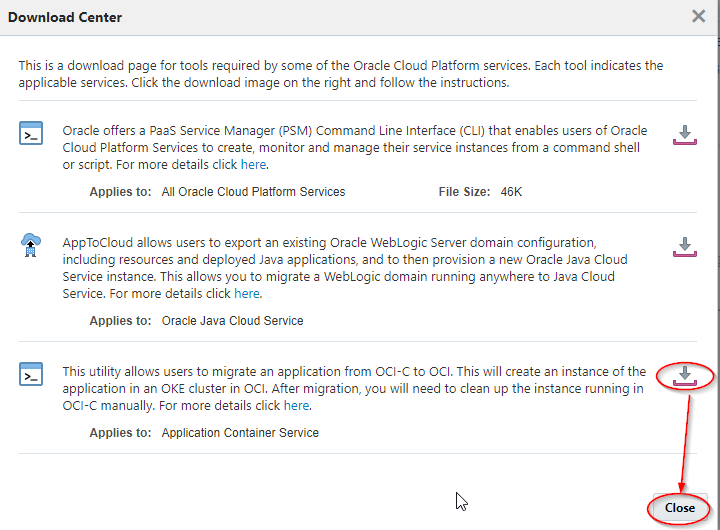 Download Center
This is a download page for tools required by some of the Oracle Cloud Platform services. Each tool indicates the
applicable services. Click the download image on the right and follow the instructions.
Oracle offers a PaaS Service Manager (PSM) Command Line Interface (CLI) that enables users of Oracle
Cloud Platform Services to create, monitor and manage their service instances from a command shell
or script. For more details click here.
Applies to: All Oracle Cloud Platform Services File Size: 46K
AppToCloud allows users to export an existing Oracle WebLogic Server domain configuration,
including resources and deployed Java applications, and to then provision a new Oracle Java Cloud
Service instance. This allows you to migrate a WebLogic domain running anywhere to Java Cloud
Service. For more details click here.
Applies to: Oracle Java Cloud Service
This utility allows users to migrate an application from OCI-C to OCI. This will create an instance of the
application in an OKE cluster in OCI. After migration, you will need to clean up the instance running in
OCI-C manually. For more details click here.
Applies to: Application Container Service
Close